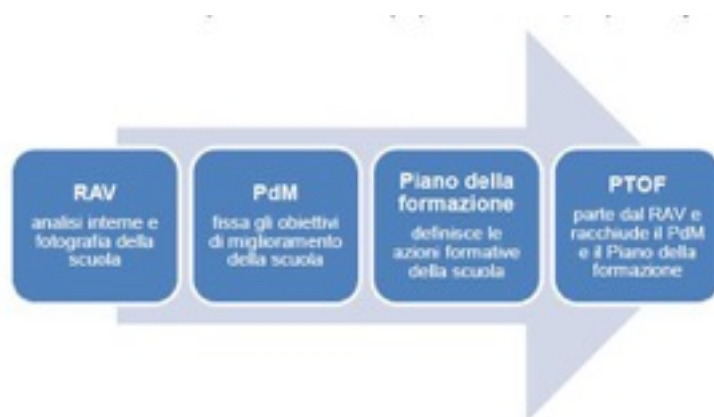 RAV
analisi interne e
fotografia della
scuola
PdM
fissa gli obiettivi
di miglioramento
della scuola
Piano della
formazione
definisce le
azioni formative
della scuola
PTOF
parte dal RAV e
racchiude il PdM
e il Piano della
formazione